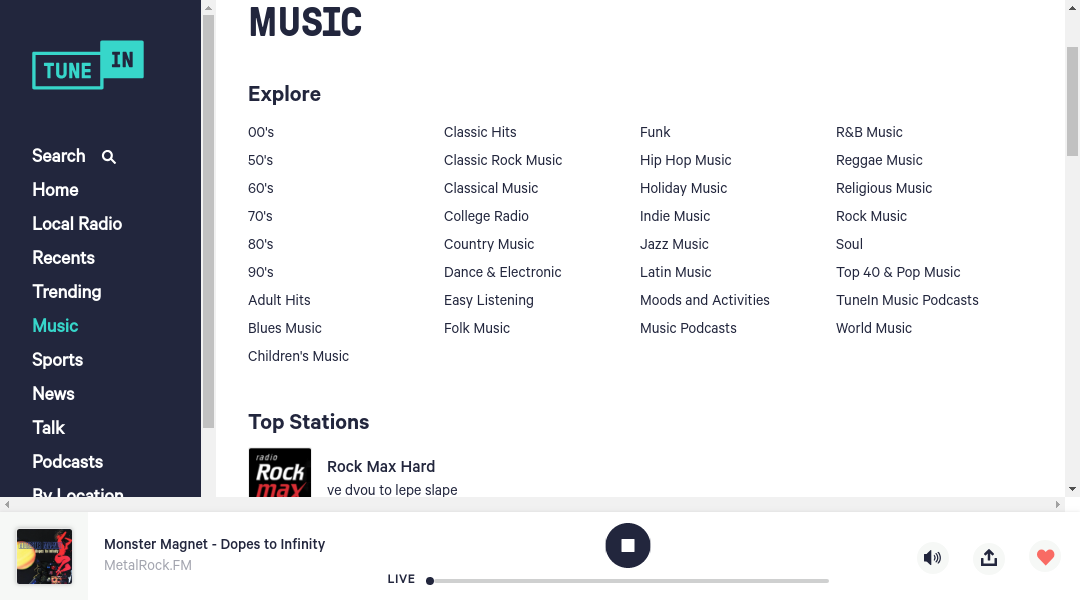 TUNE IN
Search
Home
Local Radio
Recents
Trending
Music
Sports
News
Talk
Podcasts
By Location
MUSIC
Explore
00's
50's
60's
70's
80's
90's
Adult Hits
Blues Music
Children's Music
Classic Hits
Classic Rock Music
Classical Music
College Radio
Country Music
Dance & Electronic
Easy Listening
Folk Music
Funk
Hip Hop Music
Holiday Music
Indie Music
Jazz Music
Latin Music
Moods and Activities
Music Podcasts
R&B Music
Reggae Music
Religious Music
Rock Music
Soul
Top 40 & Pop Music
TuneIn Music Podcasts
World Music
Top Stations
radio
Rock
max
Rock Max Hard
ve dvou to lepe slape
Monster Magnet - Dopes to Infinity
MetalRock.FM
LIVE